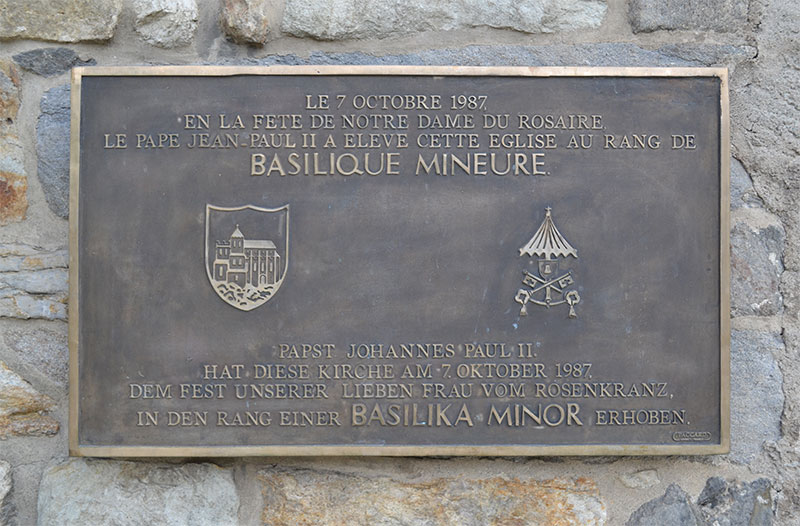 LE 7 OCTOBRE 1987,
EN LA FETE DE NOTRE DAME DU ROSAIRE,
LE PAPE JEAN-PAUL II A ELEVE CETTE EGLISE AU RANG DE
BASILIQUE MINEURE.
PAPST JOHANNES PAUL II.
HAT DIESE KIRCHE AM 7. OKTOBER 1987,
DEM FEST UNSERER LIEBEN FRAU VOM ROSENKRANZ,
IN DEN RANG EINER BASILIKA MINOR ERHOBEN.
PACCARD